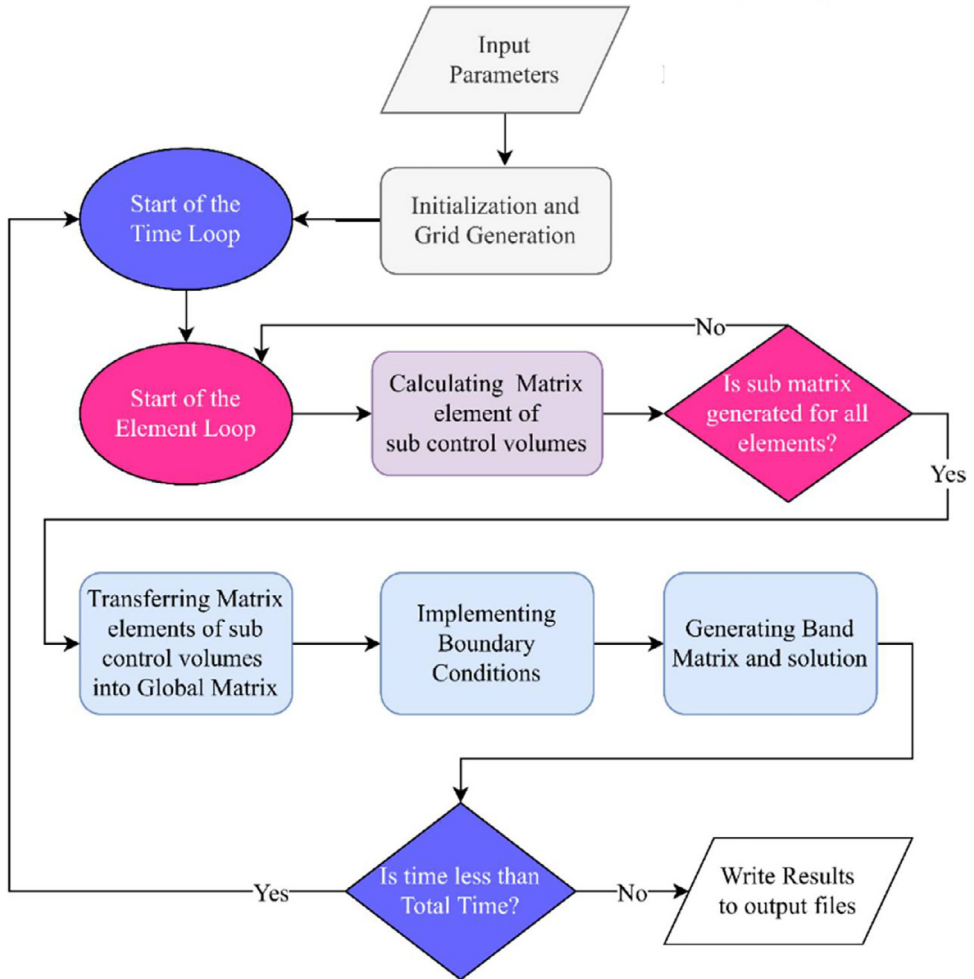 Input
Parameters
Initialization and
Grid Generation
Start of the
Time Loop
No
Start of the
Element Loop
Calculating Matrix
element of
sub control volumes
Is sub matrix
generated for all
elements?
Yes
Transferring Matrix
elements of sub
control volumes
into Global Matrix
Implementing
Boundary
Conditions
Generating Band
Matrix and solution
Is time less than
Total Time?
Yes
No
Write Results
to output files